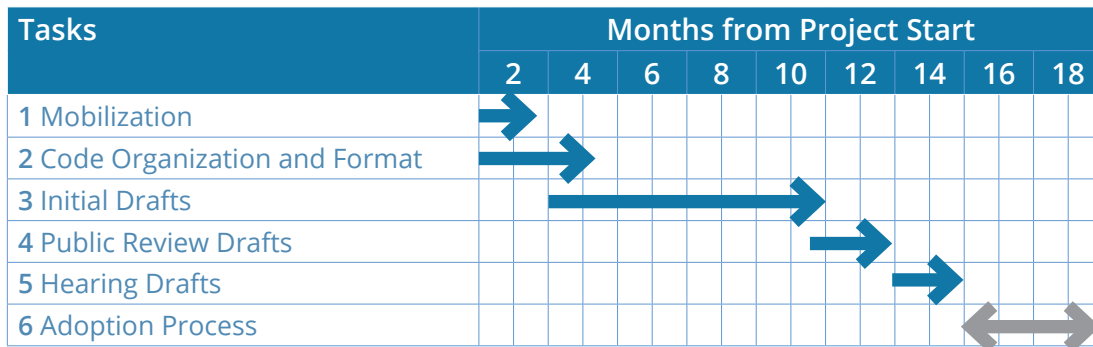 Tasks
Months from Project Start
2 4 6 8 10 12 14 16 18
1 Mobilization
2 Code Organization and Format
3 Initial Drafts
4 Public Review Drafts
5 Hearing Drafts
6 Adoption Process